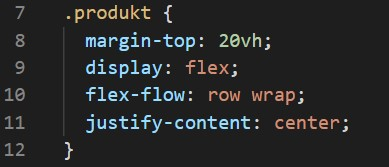 7 .produkt {
8 margin-top: 20vh;
9 display: flex;
10 flex-flow: row wrap;
11 justify-content: center;
12 }